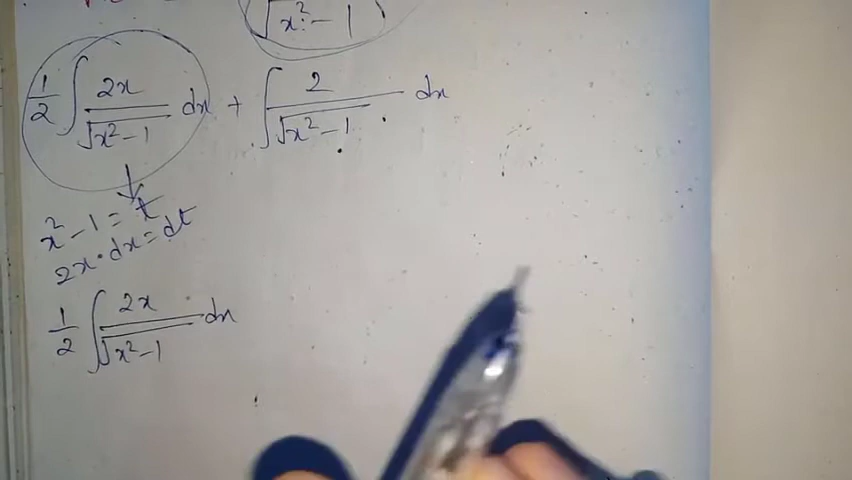 √x² - 1
1/2 ∫ 2x/√x² - 1 dx + ∫ 2/√x² - 1 dx
x² - 1 = t
2x · dx = dt
1/2 ∫ 2x/√x² - 1 dx